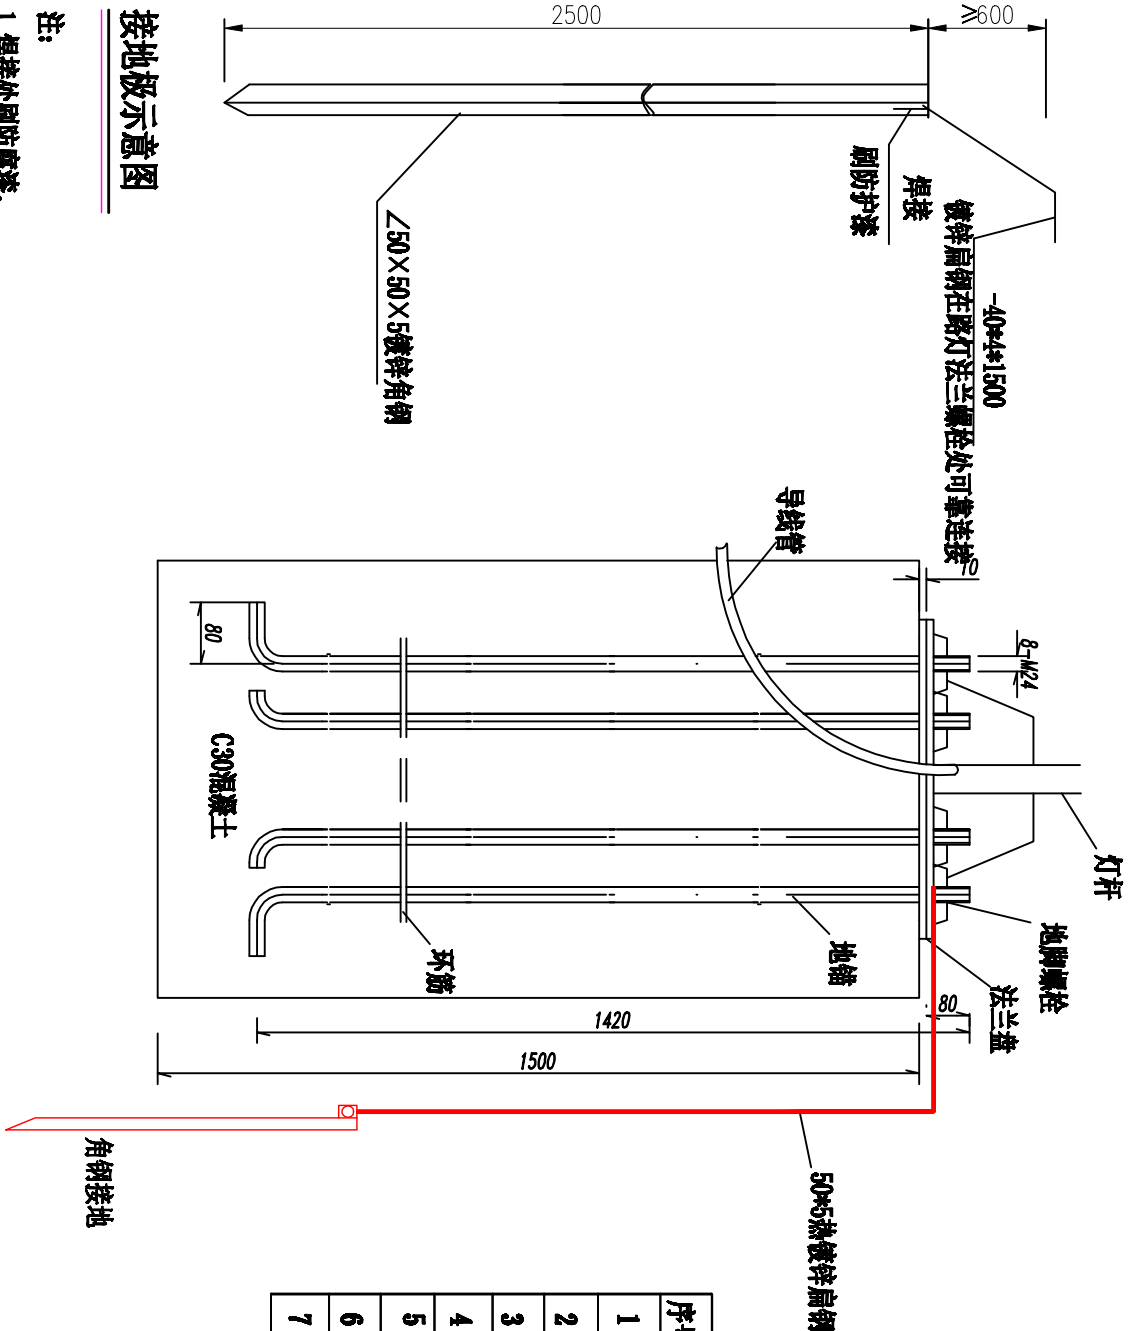 2500
≥600
焊接
刷防护漆
-40*4*1500
镀锌扁钢在路灯法兰螺栓处可靠连接
∠50×50×5镀锌角钢
接地极示意图
注:
导线管
10
8-M24
80
C30混凝土
灯杆
地脚螺栓
法兰盘
地锚
环筋
80
1420
1500
50*5热镀锌扁钢
角钢接地
1
2
3
4
5
6
7